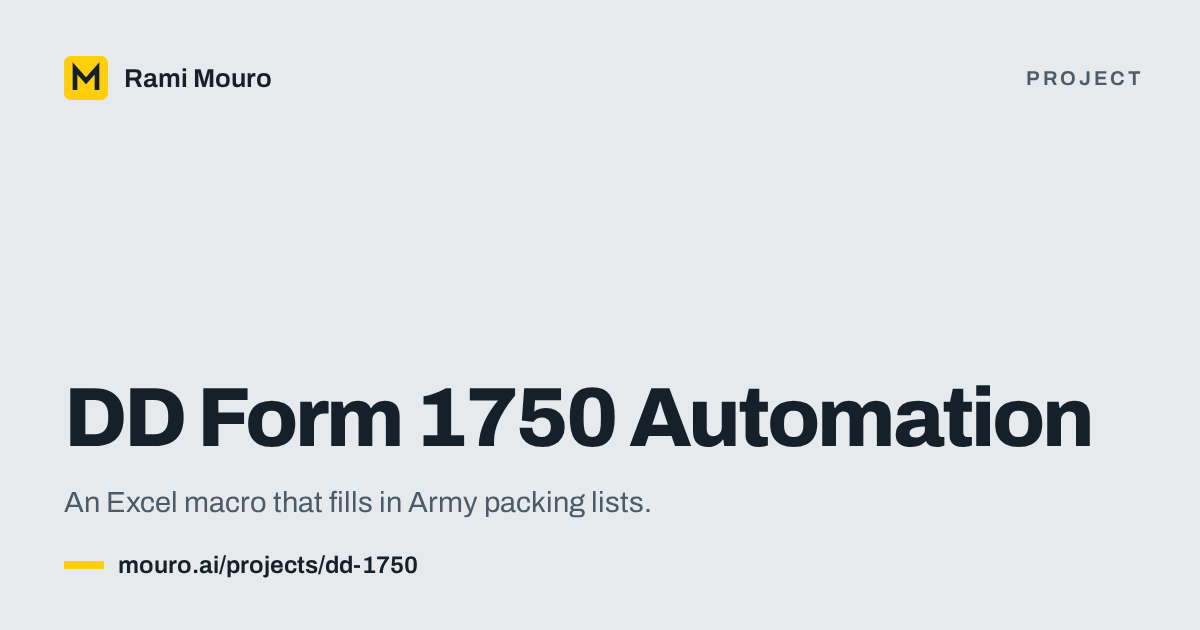 M
Rami Mouro
PROJECT
DD Form 1750 Automation
An Excel macro that fills in Army packing lists.
mouro.ai/projects/dd-1750